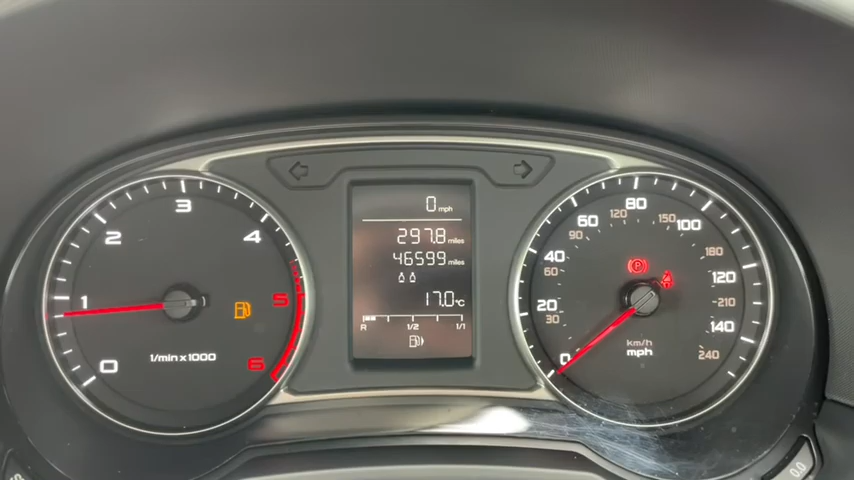 0 mph
297.8 miles
46599 miles
17.0 °C
R 1/2 1/1
0 1 2 3 4 5 6
1/min x 1000
0 20 40 60 80 100 120 140
30 60 90 120 150 180 210 240
km/h
mph
P
0.0